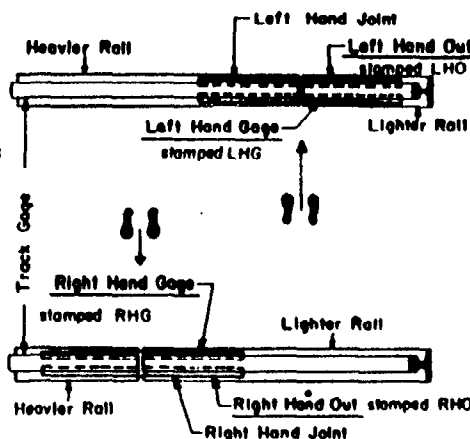 Left Hand Joint
Heavier Rail
Left Hand Out
stamped LHO
Left Hand Gage
stamped LHG
Lighter Rail
Track Gage
Right Hand Gage
stamped RHG
Lighter Rail
Heavier Rail
Right Hand Out stamped RHO
Right Hand Joint